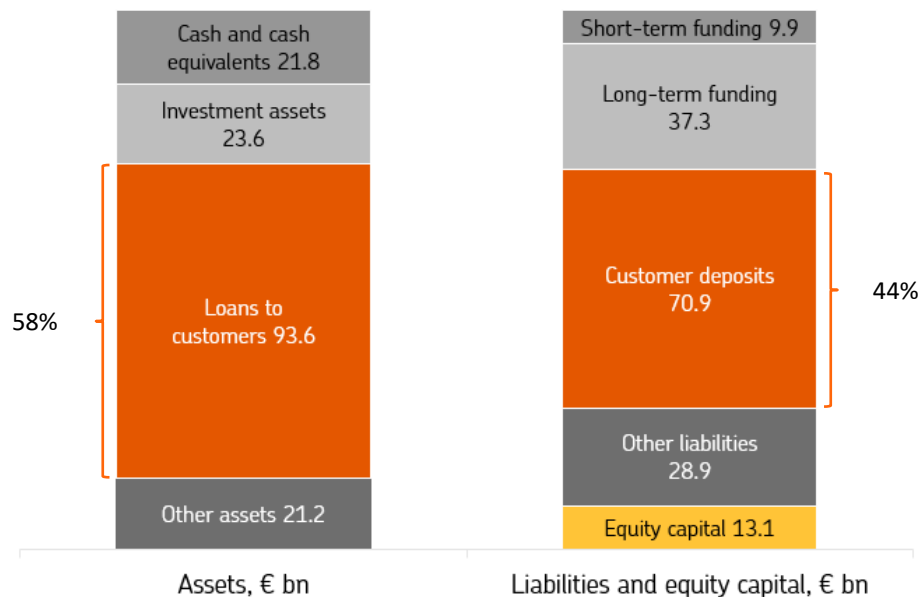 Cash and cash
equivalents 21.8
Investment assets
23.6
Loans to
customers 93.6
Other assets 21.2
58%
Assets, € bn
Short-term funding 9.9
Long-term funding
37.3
Customer deposits
70.9
Other liabilities
28.9
Equity capital 13.1
44%
Liabilities and equity capital, € bn